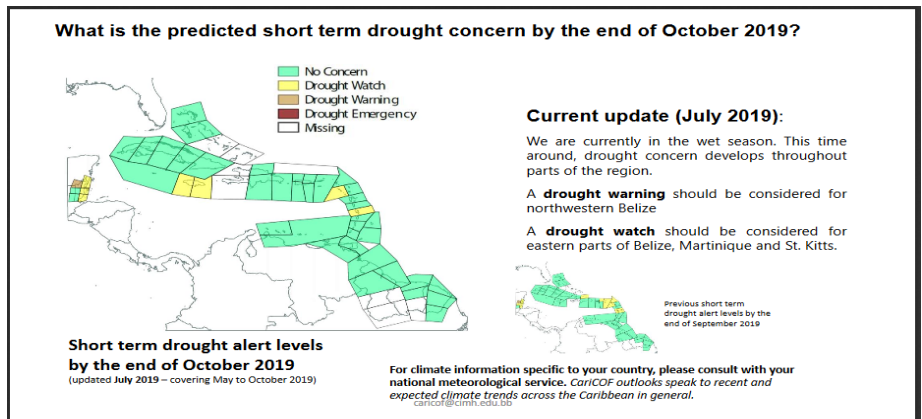 What is the predicted short term drought concern by the end of October 2019?
No Concern
Drought Watch
Drought Warning
Drought Emergency
Missing
Current update (July 2019):
We are currently in the wet season. This time
around, drought concern develops throughout
parts of the region.
A drought warning should be considered for
northwestern Belize
A drought watch should be considered for
eastern parts of Belize, Martinique and St. Kitts.
Previous short term
drought alert levels by the
end of September 2019
Short term drought alert levels
by the end of October 2019
(updated July 2019 – covering May to October 2019)
For climate information specific to your country, please consult with your
national meteorological service. CariCOF outlooks speak to recent and
expected climate trends across the Caribbean in general.
caricof@cimh.edu.bb